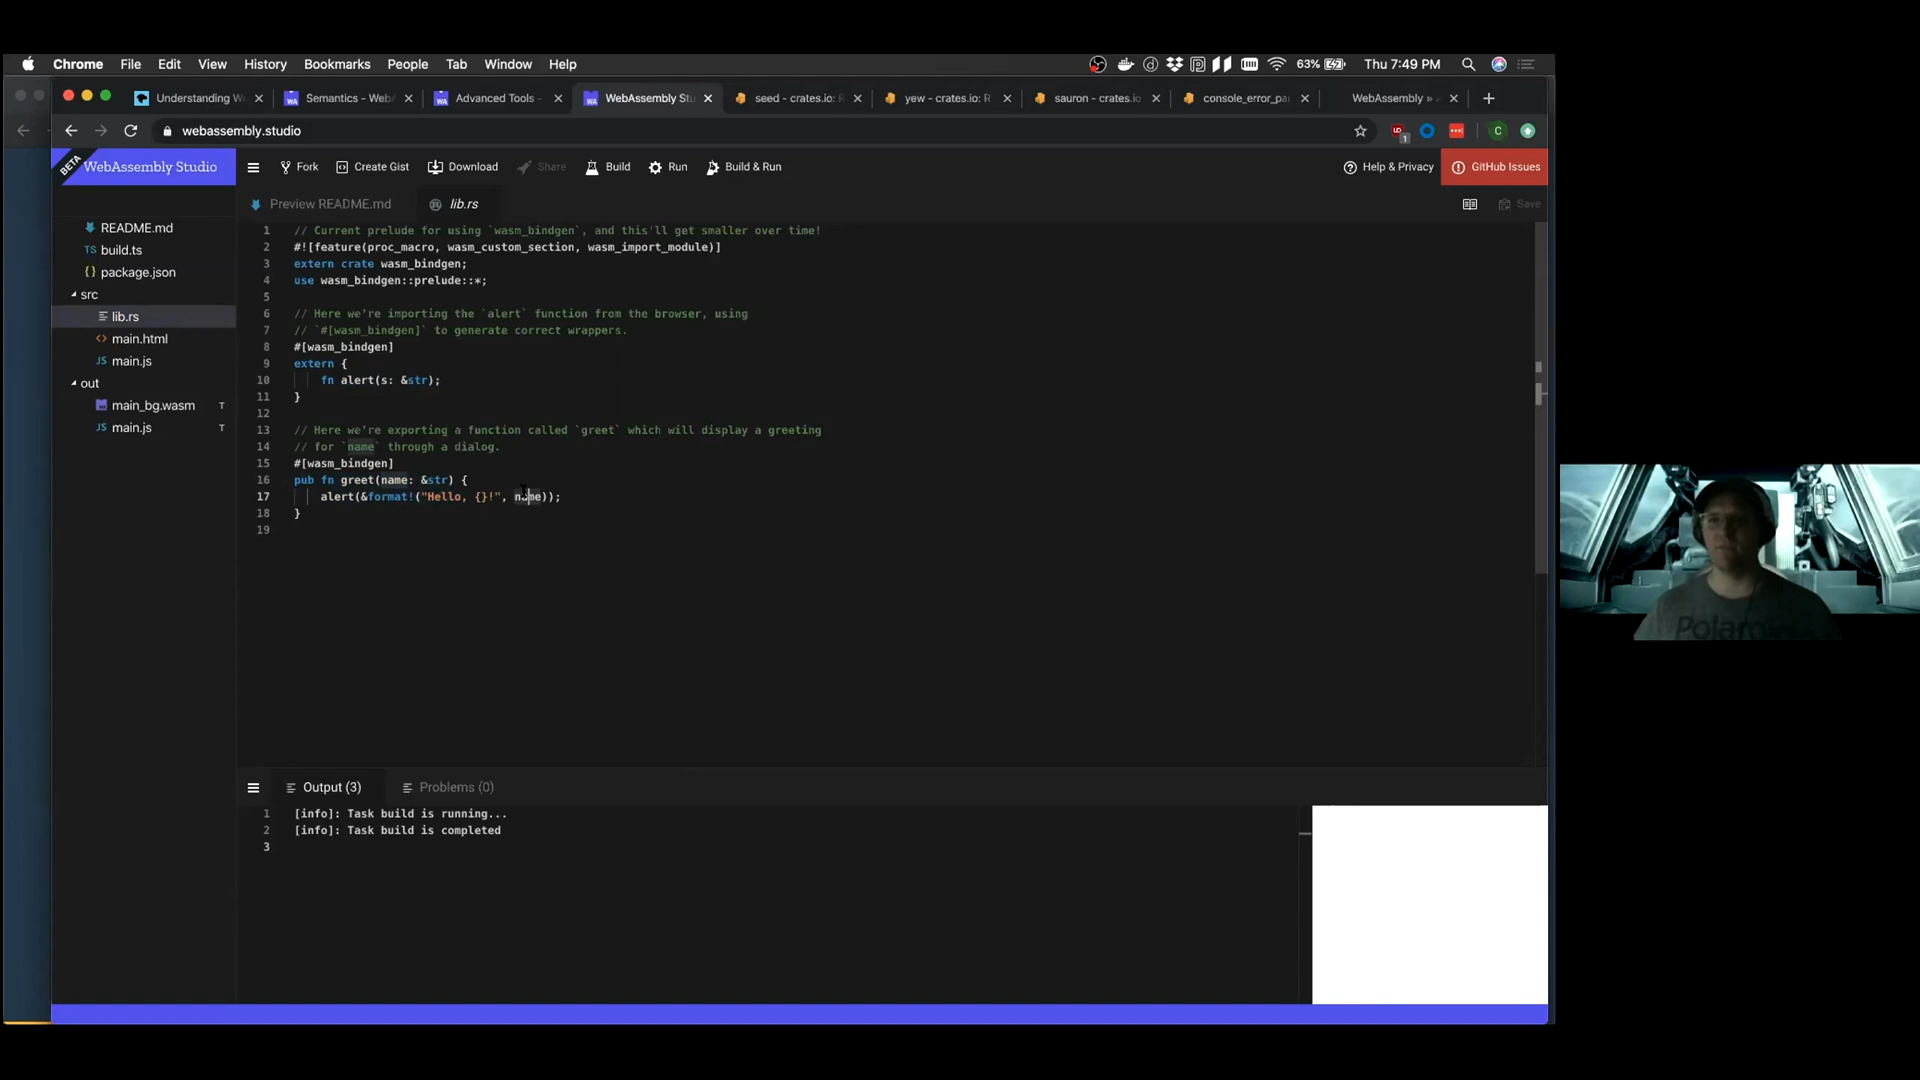 Chrome File Edit View History Bookmarks People Tab Window Help 63% Thu 7:49 PM
Understanding W Semantics - WebA Advanced Tools - WebAssembly Stu seed - crates.io: R yew - crates.io: R sauron - crates.io: console_error_pa WebAssembly »
webassembly.studio 1 C
BETA WebAssembly Studio Fork Create Gist Download Share Build Run Build & Run Help & Privacy GitHub Issues
Preview README.md lib.rs Save
README.md
TS build.ts
{} package.json
src
lib.rs
<> main.html
JS main.js
out
main_bg.wasm T
JS main.js T
1 // Current prelude for using `wasm_bindgen`, and this'll get smaller over time!
2 #![feature(proc_macro, wasm_custom_section, wasm_import_module)]
3 extern crate wasm_bindgen;
4 use wasm_bindgen::prelude::*;
5
6 // Here we're importing the `alert` function from the browser, using
7 // `#[wasm_bindgen]` to generate correct wrappers.
8 #[wasm_bindgen]
9 extern {
10 fn alert(s: &str);
11 }
12
13 // Here we're exporting a function called `greet` which will display a greeting
14 // for `name` through a dialog.
15 #[wasm_bindgen]
16 pub fn greet(name: &str) {
17 alert(&format!("Hello, {}!", name));
18 }
19
Output (3) Problems (0)
1 [info]: Task build is running...
2 [info]: Task build is completed
3
Polaroid